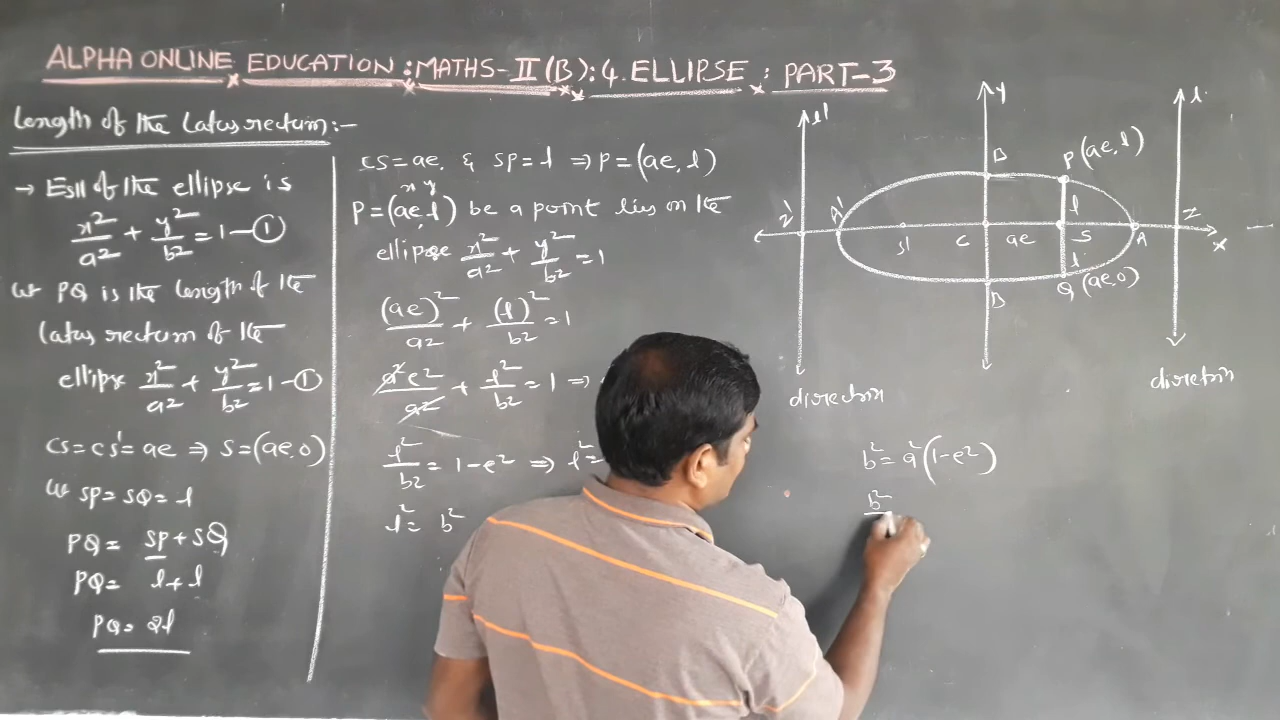 ALPHA ONLINE EDUCATION : MATHS-II(B): 4. ELLIPSE : PART-3
Length of the Latus rectum:-
→ Eqn of the ellipse is
x²/a² + y²/b² = 1 - ①
let PQ is the length of the
latus rectum of the
ellipse x²/a² + y²/b² = 1 - ①
CS = CS' = ae ⇒ S = (ae, 0)
let SP = SQ = l
PQ = SP + SQ
PQ = l + l
PQ = 2l
CS = ae & SP = l ⇒ P = (ae, l)
x y
P = (ae, l) be a point lies on the
ellipse x²/a² + y²/b² = 1
(ae)²/a² + (l)²/b² = 1
a²e²/a² + l²/b² = 1 ⇒
l²/b² = 1-e² ⇒ l² =
l² = b²
l'
y
l
B
P (ae, l)
l
z'
A'
S'
C
ae
S
A
z
x
l
B
Q (ae, 0)
directrix
directrix
b² = a²(1-e²)
b²